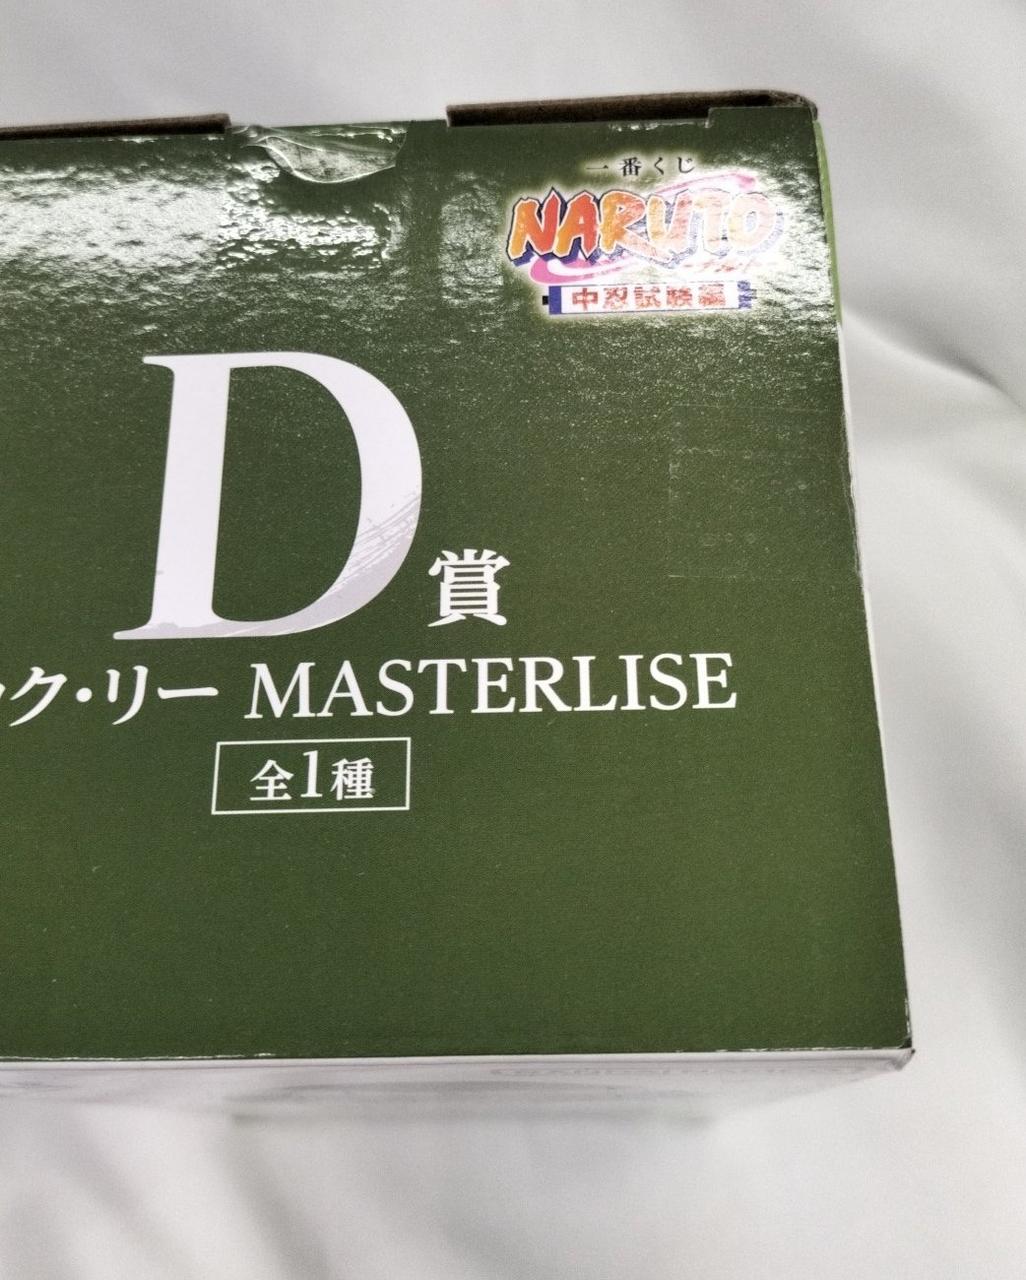 一番くじ
NARUTO
中忍試験編
D賞
ク・リー MASTERLISE
全1種